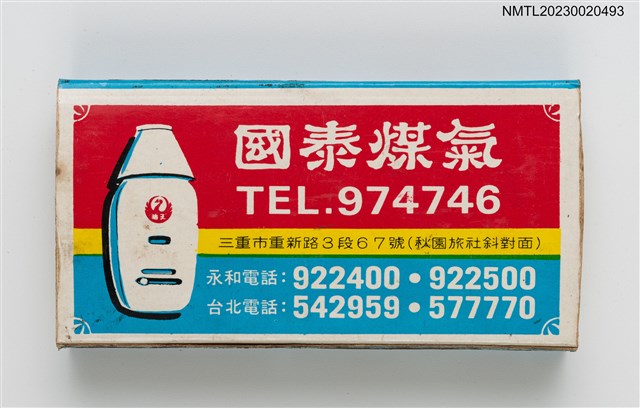 NMTL20230020493
國泰煤氣
TEL.974746
三重市重新路3段67號(秋園旅社斜對面)
永和電話:922400•922500
台北電話:542959•577770